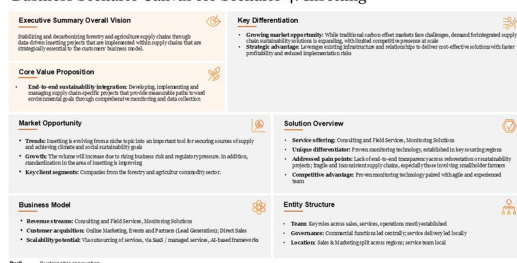 Business Scenario Canvas for Scenario 4: Insetting
Executive Summary Overall Vision
Stabilizing and decarbonizing forestry and agriculture supply chains through
data-driven insetting projects that are implemented within supply chains that are
strategically essential to the customers' business model.
Core Value Proposition
• End-to-end sustainability integration: Developing, implementing and
managing supply chain-specific projects that provide measurable paths toward
environmental goals through comprehensive monitoring and data collection
Key Differentiation
• Growing market opportunity: While traditional carbon offset markets face challenges, demand for integrated supply
chain sustainability solutions is expanding, with limited competitive presence at scale
• Strategic advantage: Leverages existing infrastructure and relationships to deliver cost-effective solutions with faster
profitability and reduced implementation risks
Market Opportunity
• Trends: Insetting is evolving from a niche topic into an important tool for securing sources of supply
and achieving climate and social sustainability goals
• Growth: The volume will increase due to rising business risk and regulatory pressure. In addition,
standardization in the area of insetting is improving
• Key client segments: Companies from the forestry and agriculture commodity sector.
Solution Overview
• Service offering: Consulting and Field Services, Monitoring Solutions
• Unique differentiator: Proven monitoring technology, established in key sourcing regions
• Addressed pain points: Lack of end-to-end transparency across reforestation or sustainability
projects; fragile and inconsistent supply chains, especially those involving smallholder farmers
• Competitive advantage: Proven monitoring technology paired with agile and experienced
team
Business Model
• Revenue streams: Consulting and Field Services, Monitoring Solutions
• Customer acquisition: Online Marketing, Events and Partners (Lead Generation); Direct Sales
• Scalability potential: Via outsourcing of services, via SaaS / managed services, AI-based frameworks
Entity Structure
• Team: Key roles across sales, services, operations mostly established
• Governance: Commercial functions led centrally; service delivery led locally
• Location: Sales & Marketing split across regions; service team local
PwC Sustainable innovation